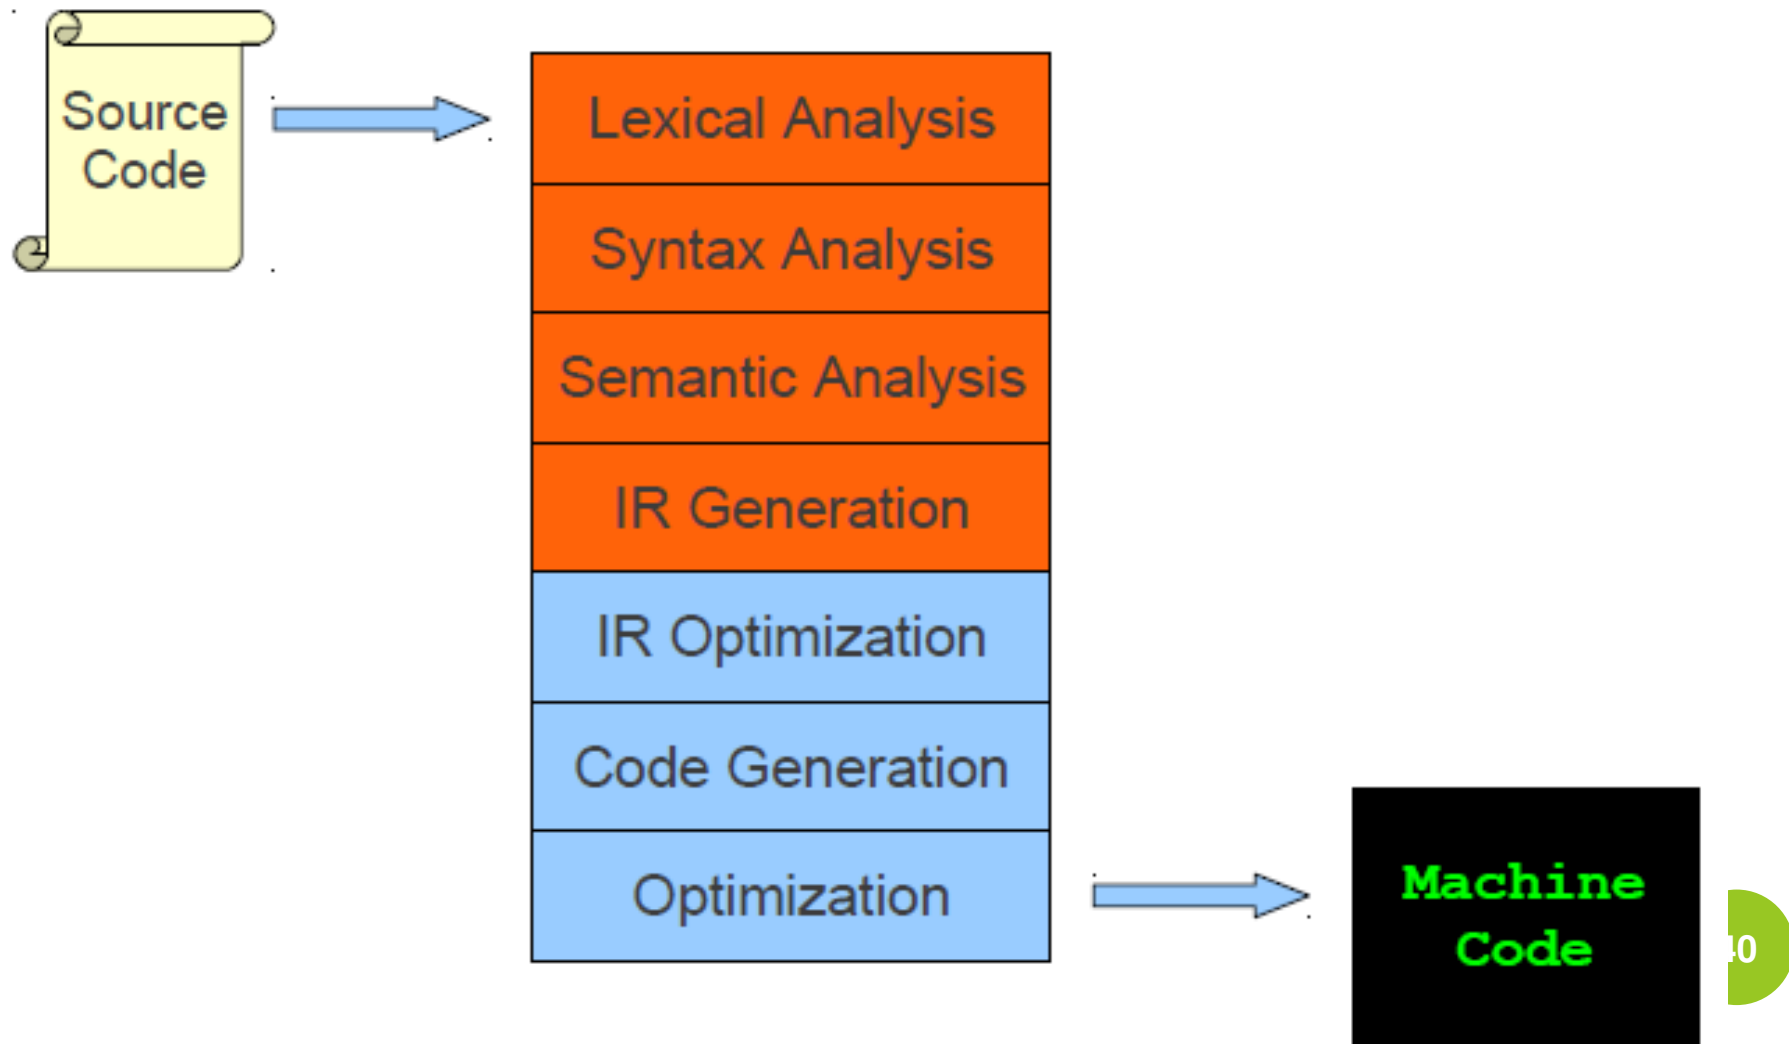 Source
Code
Lexical Analysis
Syntax Analysis
Semantic Analysis
IR Generation
IR Optimization
Code Generation
Optimization
Machine
Code